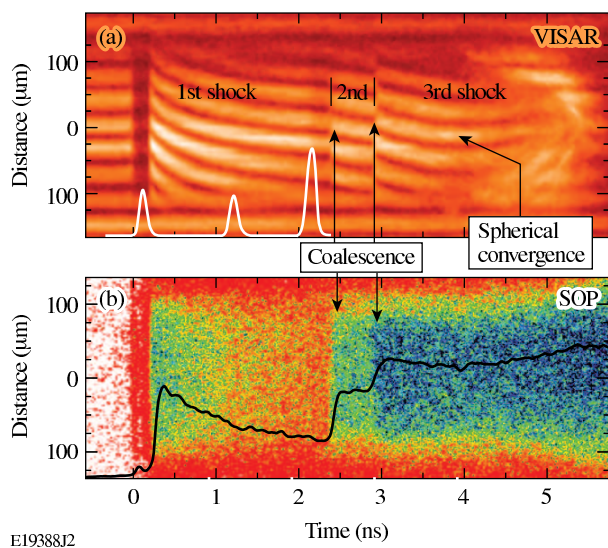 (a)
VISAR
100
0
100
Distance (µm)
1st shock
2nd
3rd shock
Coalescence
Spherical
convergence
(b)
SOP
100
0
100
Distance (µm)
0
1
2
3
4
5
Time (ns)
E19388J2